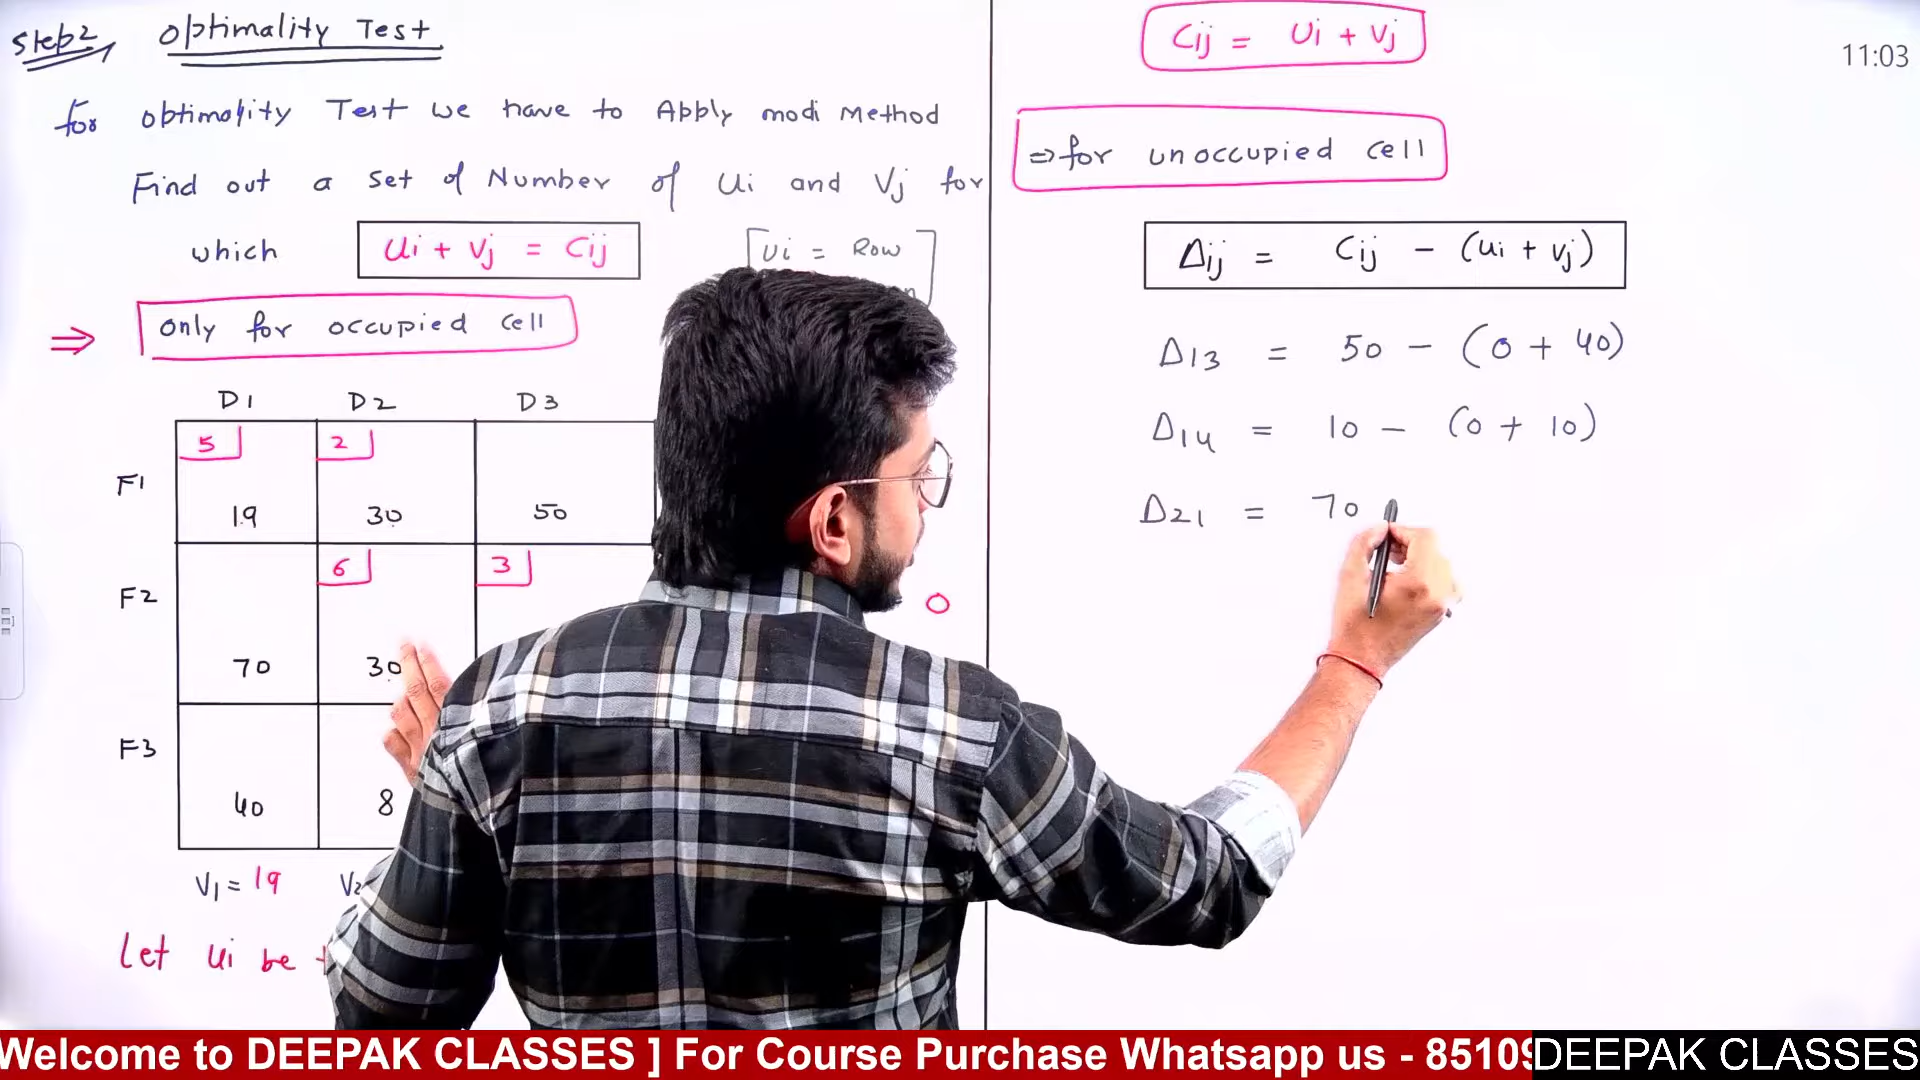 Step2 Optimality Test
for optimality Test we have to Apply modi Method
Find out a set of Number of Ui and Vj for
which Ui + Vj = Cij [Ui = Row
⇒ only for occupied cell
D1 D2 D3
5 2
F1 19 30 50
6 3
F2 70 30 0
F3 40 8
V1 = 19 V2
Let Ui be
Cij = Ui + Vj
11:03
⇒ for unoccupied cell
Δij = Cij - (Ui + Vj)
Δ13 = 50 - (0 + 40)
Δ14 = 10 - (0 + 10)
Δ21 = 70
Welcome to DEEPAK CLASSES ] For Course Purchase Whatsapp us - 8510
DEEPAK CLASSES